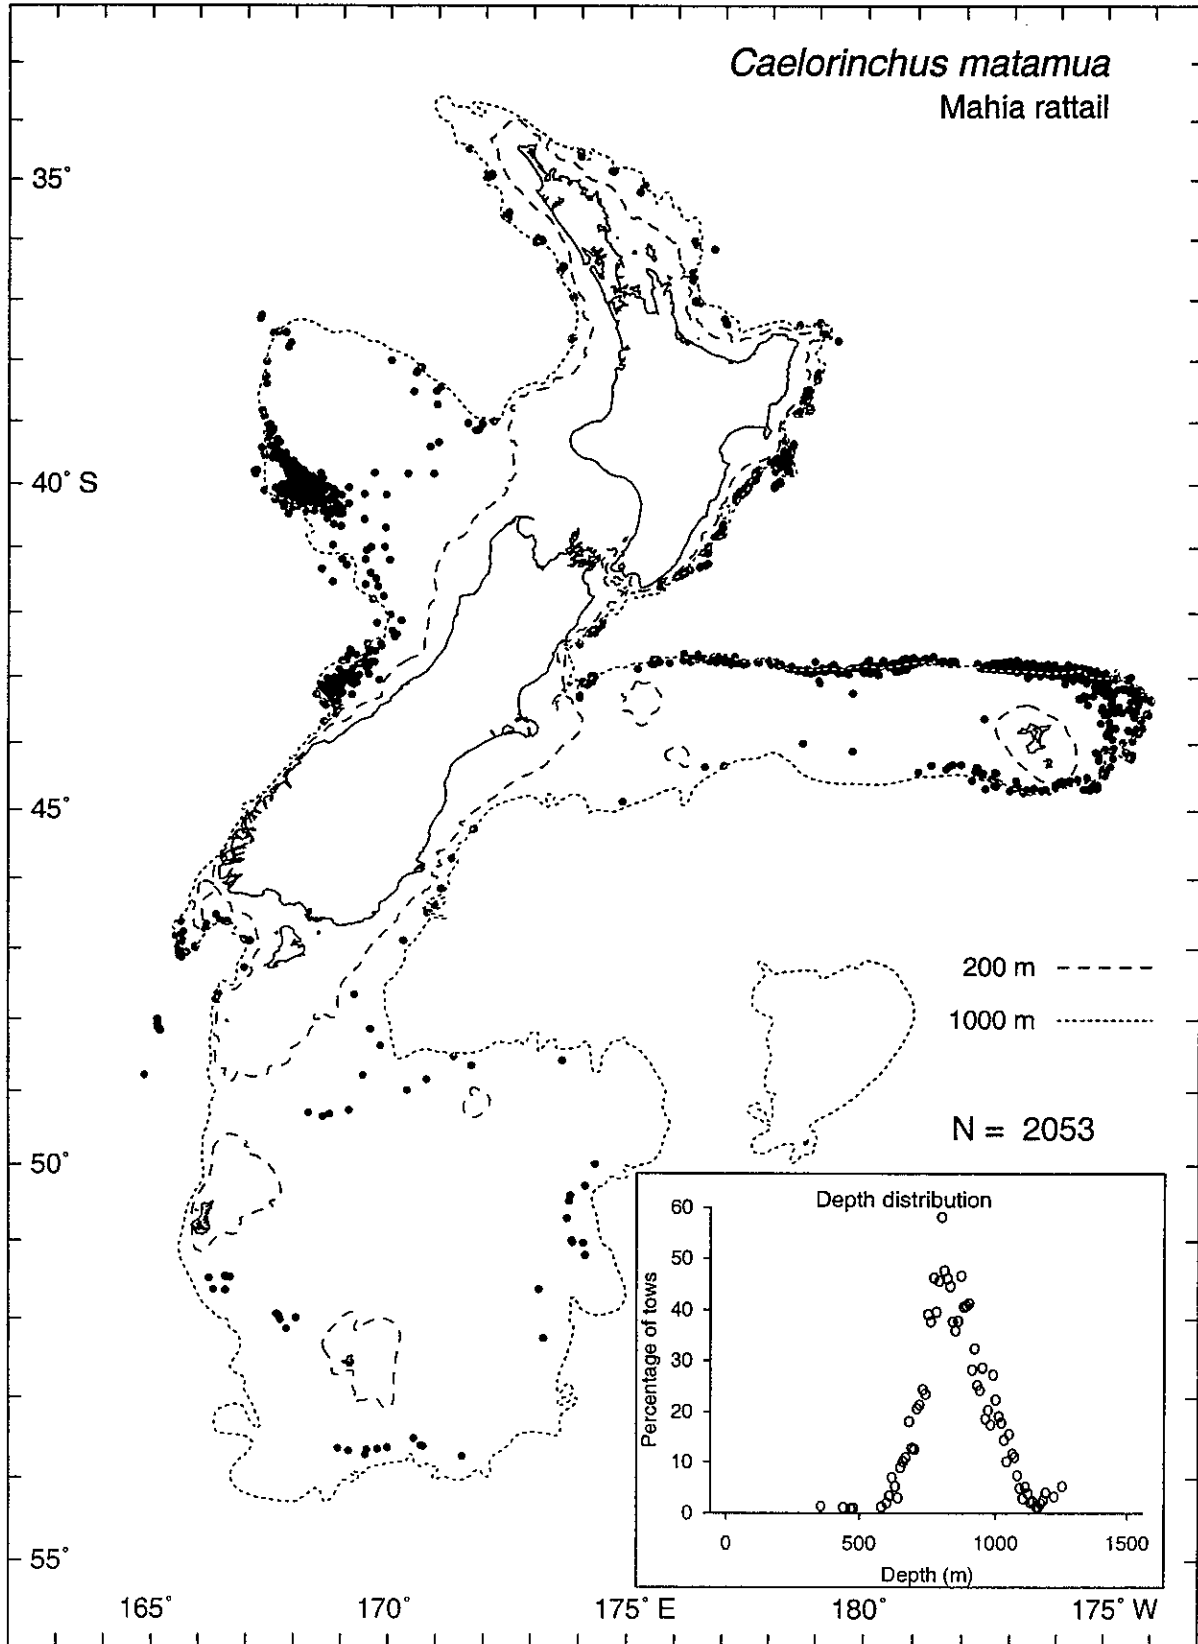 Caelorinchus matamua
Mahia rattail
35°
40° S
45°
50°
55°
200 m
1000 m
N = 2053
Depth distribution
Percentage of tows
60
50
40
30
20
10
0
0 500 1000 1500
Depth (m)
165° 170° 175° E 180° 175° W